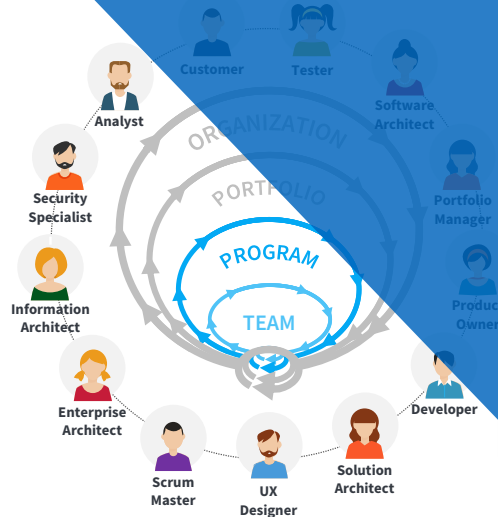 Customer
Tester
Analyst
Software
Architect
ORGANIZATION
Security
Specialist
PORTFOLIO
Portfolio
Manager
PROGRAM
Information
Architect
TEAM
Product
Owner
Enterprise
Architect
Developer
Scrum
Master
UX
Designer
Solution
Architect